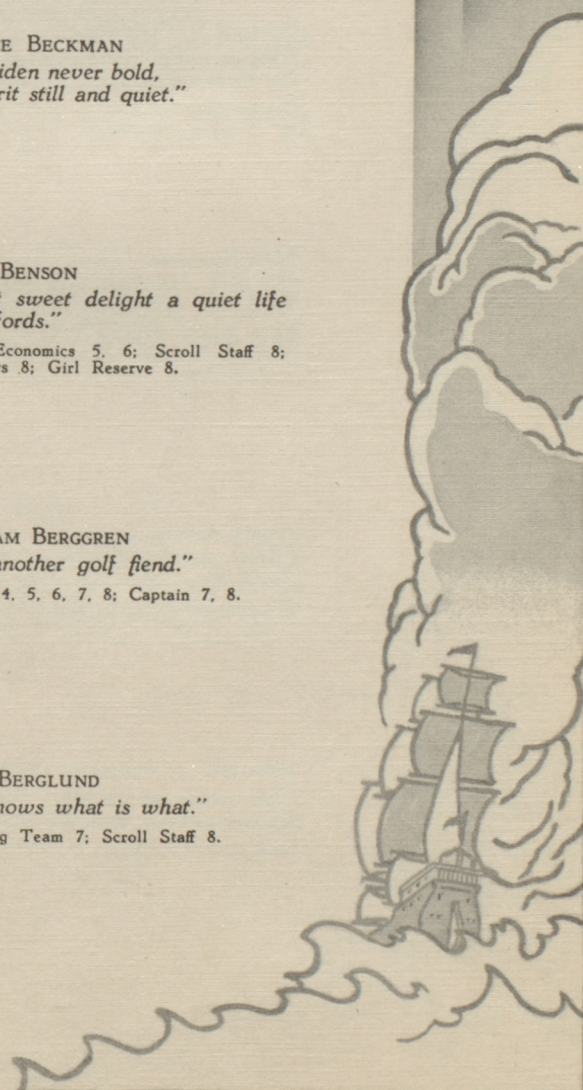 E BECKMAN
iden never bold,
rit still and quiet."
BENSON
sweet delight a quiet life
fords."
Economics 5, 6; Scroll Staff 8;
s 8; Girl Reserve 8.
AM BERGGREN
nother golf fiend."
4, 5, 6, 7, 8; Captain 7, 8.
BERGLUND
nows what is what."
g Team 7; Scroll Staff 8.